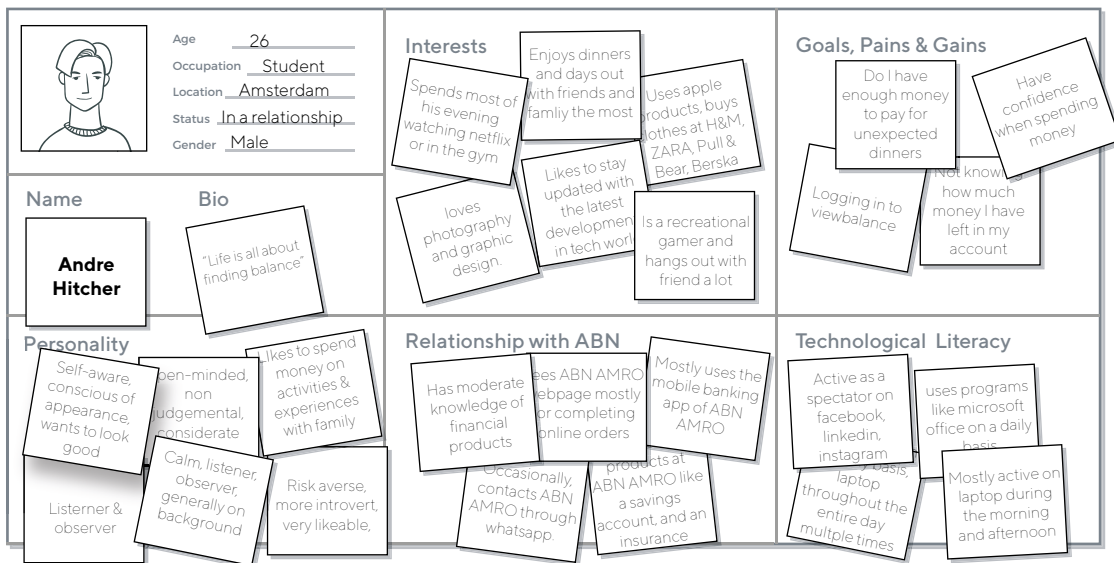 Age 26
Occupation Student
Location Amsterdam
Status In a relationship
Gender Male
Name
Andre
Hitcher
Bio
"Life is all about
finding balance"
Interests
Spends most of
his evening
watching netflix
or in the gym
Enjoys dinners
and days out
with friends and
famliy the most
Uses apple
products, buys
clothes at H&M,
ZARA, Pull &
Bear, Berska
loves
photography
and graphic
design.
Likes to stay
updated with
the latest
in tech
Is a recreational
gamer and
hangs out with
friend a lot
Goals, Pains & Gains
Do I have
enough money
to pay for
unexpected
dinners
Have
confidence
when spending
money
Logging in to
viewbalance
Not
how much
money I have
left in my
account
Personality
Self-aware,
conscious of
appearance,
wants to look
good
non
considerate
LIkes to spend
money on
activities &
experiences
with family
Listerner &
observer
Calm, listener,
observer,
generally on
background
Risk averse,
more introvert,
very likeable,
Relationship with ABN
Has moderate
knowledge of
financial
products
ABN AMRO
mostly
completing
online orders
Mostly uses the
mobile banking
app of ABN
AMRO
Occasionally,
contacts ABN
AMRO through
whatsapp.
products at
ABN AMRO like
a savings
account, and an
insurance
Technological Literacy
Active as a
spectator on
facebook,
linkedin,
instagram
uses programs
like microsoft
office on a daily
basis
basis,
laptop
throughout the
entire day
multple times
Mostly active on
laptop during
the morning
and afternoon